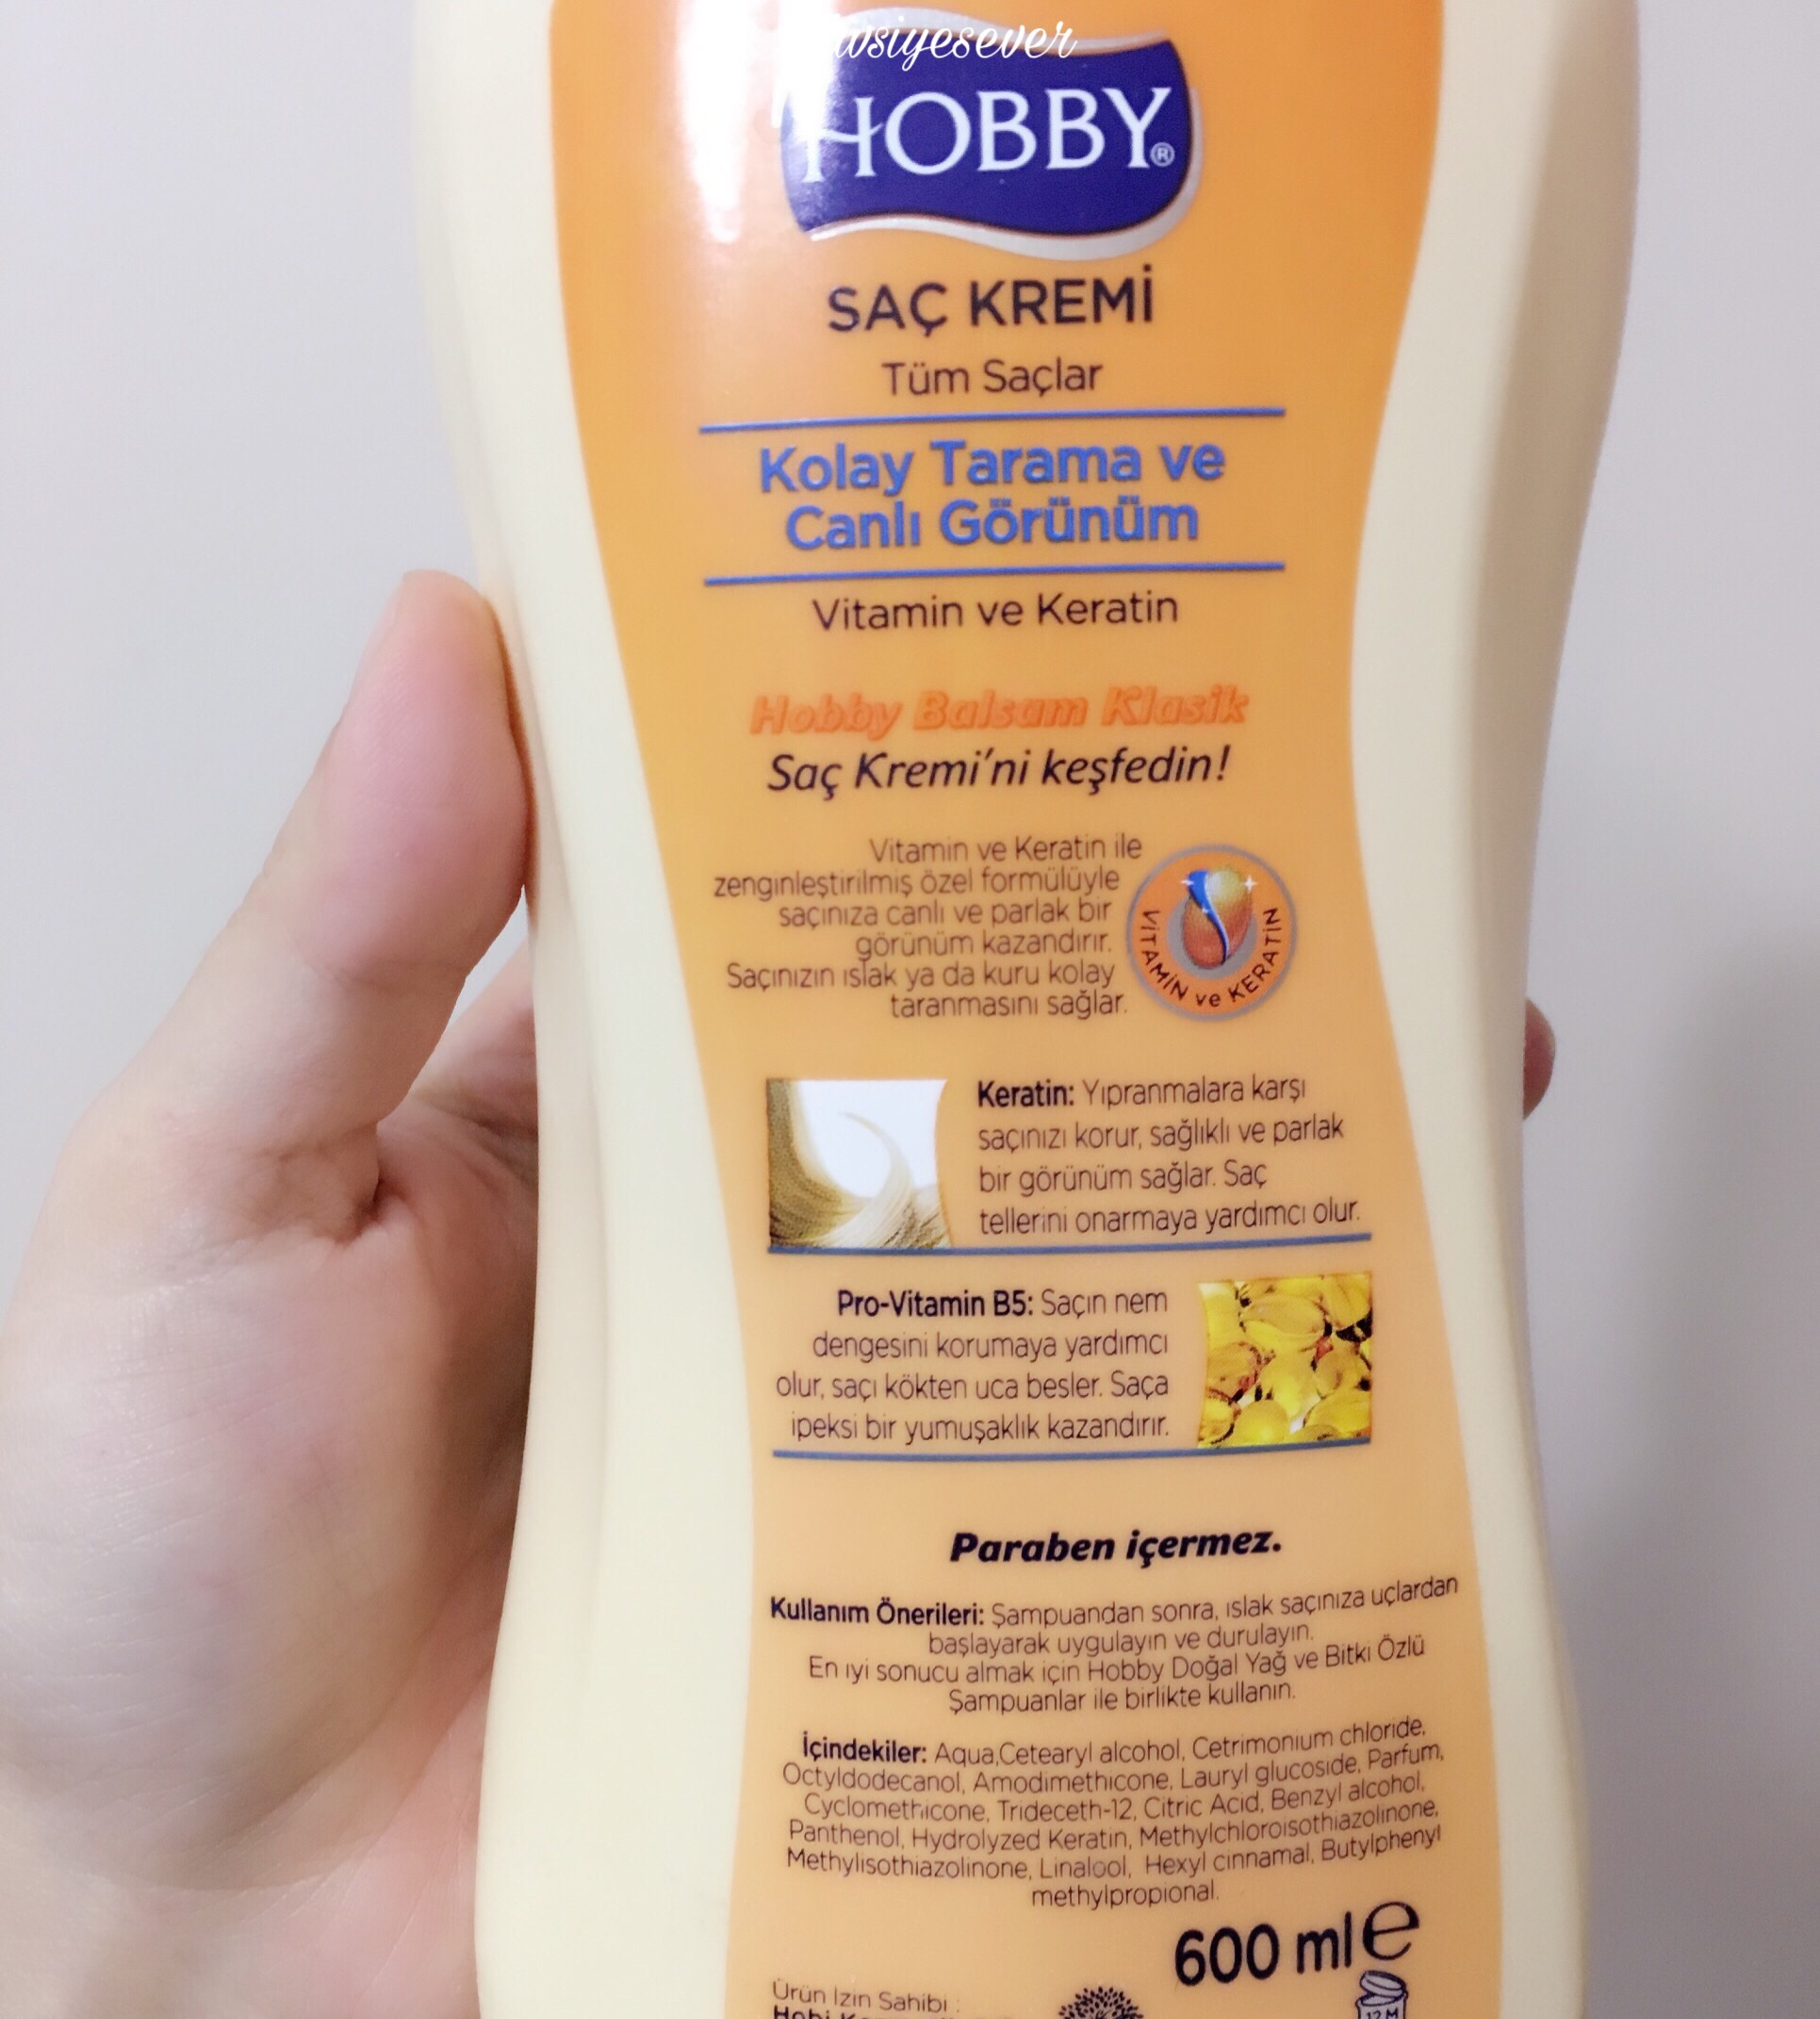 HOBBY®
SAÇ KREMİ
Tüm Saçlar
Kolay Tarama ve
Canlı Görünüm
Vitamin ve Keratin
Hobby Balsam Klasik
Saç Kremi'ni keşfedin!
Vitamin ve Keratin ile
zenginleştirilmiş özel formülüyle
saçınıza canlı ve parlak bir
görünüm kazandırır.
Saçınızın ıslak ya da kuru kolay
taranmasını sağlar.
VİTAMİN ve KERATİN
Keratin: Yıpranmalara karşı
saçınızı korur, sağlıklı ve parlak
bir görünüm sağlar. Saç
tellerini onarmaya yardımcı olur.
Pro-Vitamin B5: Saçın nem
dengesini korumaya yardımcı
olur, saçı kökten uca besler. Saça
ipeksi bir yumuşaklık kazandırır.
Paraben içermez.
Kullanım Önerileri: Şampuandan sonra, ıslak saçınıza uçlardan
başlayarak uygulayın ve durulayın.
En iyi sonucu almak için Hobby Doğal Yağ ve Bitki Özlü
Şampuanlar ile birlikte kullanın.
İçindekiler: Aqua,Cetearyl alcohol, Cetrimonium chloride,
Octyldodecanol, Amodimethicone, Lauryl glucoside, Parfum,
Cyclomethicone, Trideceth-12, Citric Acid, Benzyl alcohol,
Panthenol, Hydrolyzed Keratin, Methylchloroisothiazolinone,
Methylisothiazolinone, Linalool, Hexyl cinnamal, Butylphenyl
methylpropional.
600 ml e
Ürün İzin Sahibi :
12M